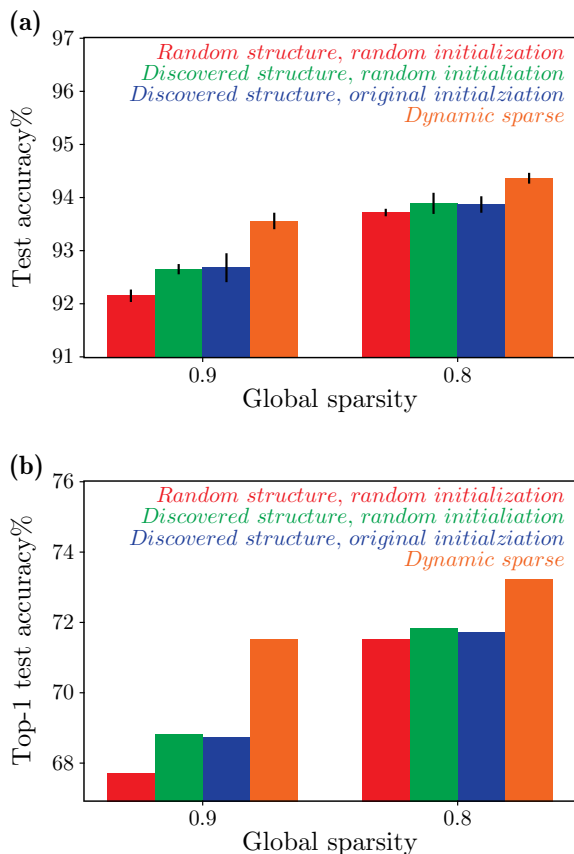 (a)
97
96
95
94
93
92
91
Test accuracy%
Random structure, random initialization
Discovered structure, random initialiation
Discovered structure, original initialziation
Dynamic sparse
0.9
0.8
Global sparsity
(b)
76
74
72
70
68
Top-1 test accuracy%
Random structure, random initialization
Discovered structure, random initialiation
Discovered structure, original initialziation
Dynamic sparse
0.9
0.8
Global sparsity